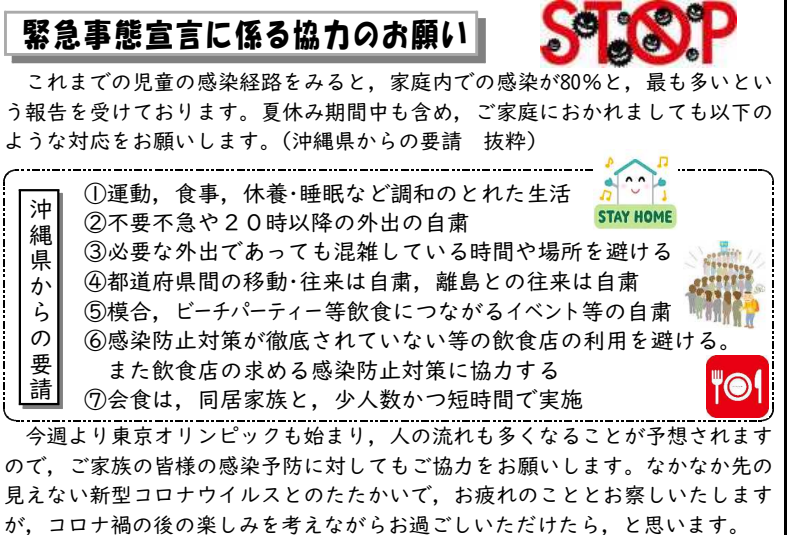 緊急事態宣言に係る協力のお願い
STOP
これまでの児童の感染経路をみると，家庭内での感染が80％と，最も多いとい
う報告を受けております。夏休み期間中も含め，ご家庭におかれましても以下の
ような対応をお願いします。（沖縄県からの要請　抜粋）
沖縄県からの要請
①運動，食事，休養・睡眠など調和のとれた生活
STAY HOME
②不要不急や２０時以降の外出の自粛
③必要な外出であっても混雑している時間や場所を避ける
④都道府県間の移動・往来は自粛，離島との往来は自粛
⑤模合，ビーチパーティー等飲食につながるイベント等の自粛
⑥感染防止対策が徹底されていない等の飲食店の利用を避ける。
また飲食店の求める感染防止対策に協力する
⑦会食は，同居家族と，少人数かつ短時間で実施
今週より東京オリンピックも始まり，人の流れも多くなることが予想されます
ので，ご家族の皆様の感染予防に対してもご協力をお願いします。なかなか先の
見えない新型コロナウイルスとのたたかいで，お疲れのこととお察しいたします
が，コロナ禍の後の楽しみを考えながらお過ごしいただけたら，と思います。